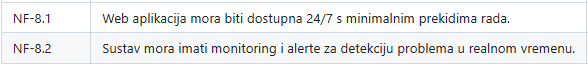 NF-8.1 Web aplikacija mora biti dostupna 24/7 s minimalnim prekidima rada.
NF-8.2 Sustav mora imati monitoring i alerte za detekciju problema u realnom vremenu.